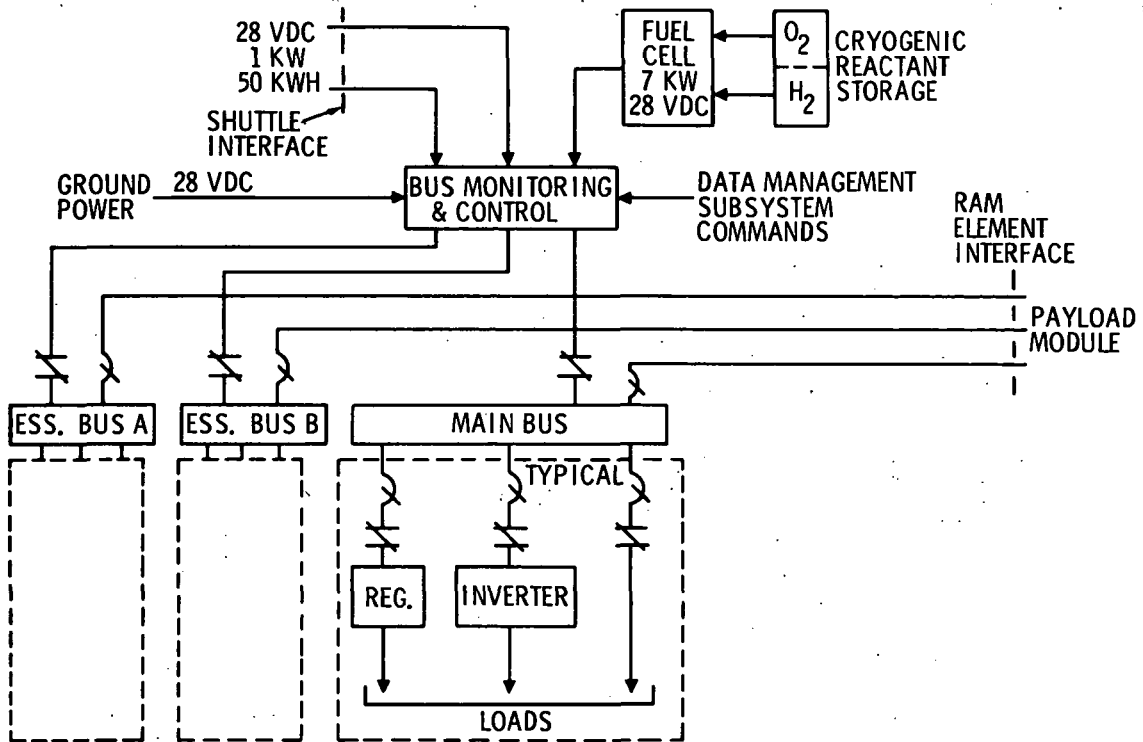 28 VDC
1 KW
50 KWH
SHUTTLE
INTERFACE
FUEL
CELL
7 KW
28 VDC
O2
H2
CRYOGENIC
REACTANT
STORAGE
GROUND
POWER
28 VDC
BUS MONITORING
& CONTROL
DATA MANAGEMENT
SUBSYSTEM
COMMANDS
RAM
ELEMENT
INTERFACE
PAYLOAD
MODULE
ESS. BUS A
ESS. BUS B
MAIN BUS
TYPICAL
REG.
INVERTER
LOADS